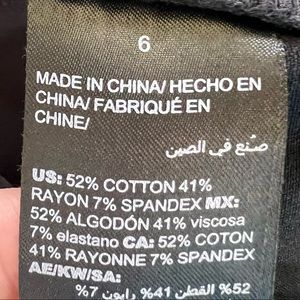 6
MADE IN CHINA/ HECHO EN
CHINA/ FABRIQUÉ EN
CHINE/
صنع في الصين
US: 52% COTTON 41%
RAYON 7% SPANDEX MX:
52% ALGODÓN 41% viscosa
7% elastano CA: 52% COTON
41% RAYONNE 7% SPANDEX
AE/KW/SA:
52% القطن 41% رايون 7%